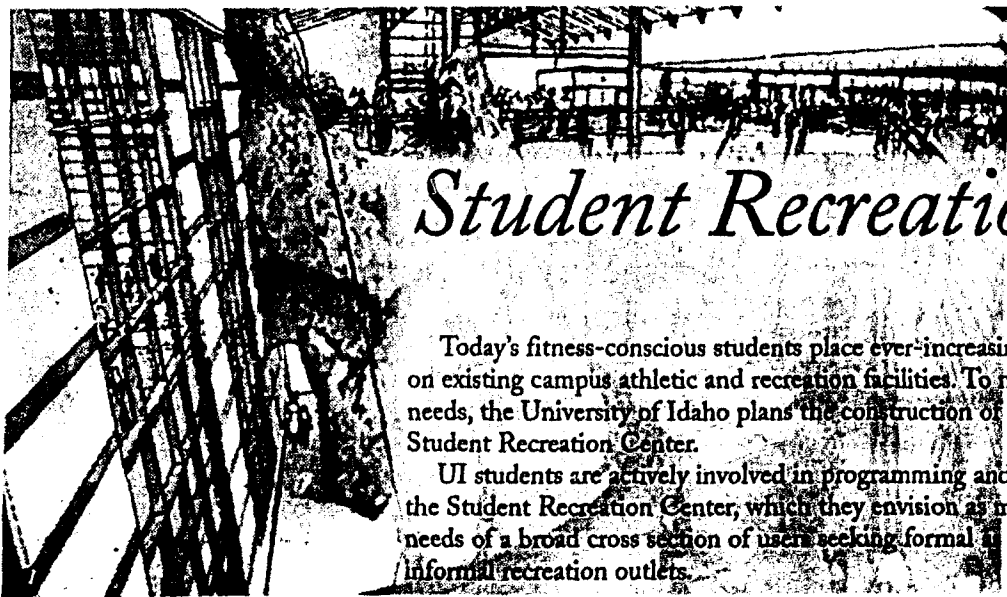 Student Recreatio
Today's fitness-conscious students place ever-increasin
on existing campus athletic and recreation facilities. To
needs, the University of Idaho plans the construction of
Student Recreation Center.
UI students are actively involved in programming and
the Student Recreation Center, which they envision as
needs of a broad cross section of users seeking formal
informal recreation outlets.